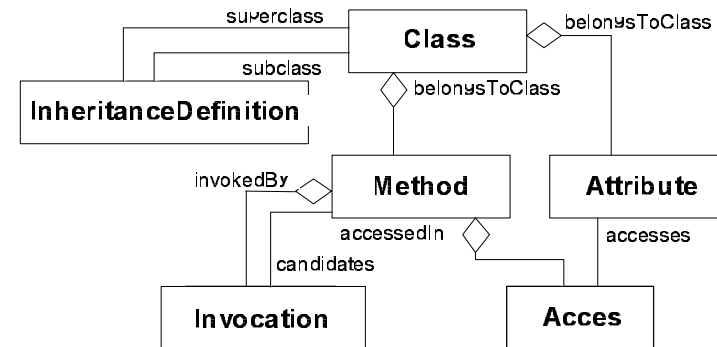 superclass
belongsToClass
Class
subclass
belongsToClass
InheritanceDefinition
invokedBy
Method
Attribute
accessedIn
accesses
candidates
Invocation
Acces